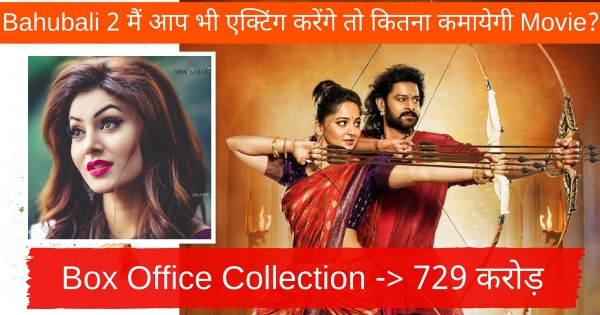 Bahubali 2 मैं आप भी एक्टिंग करेंगे तो कितना कमायेगी Movie?
Box Office Collection -> 729 करोड़